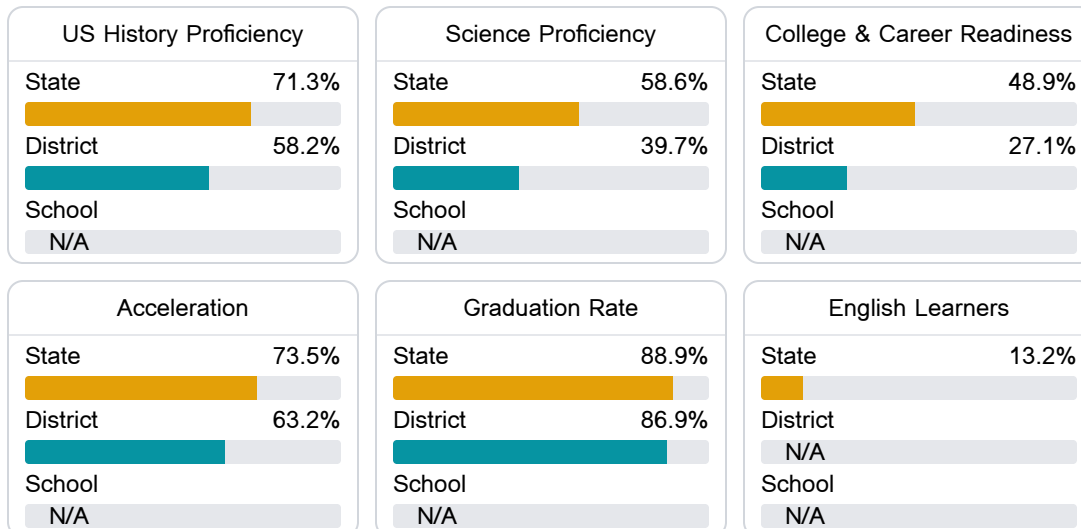 US History Proficiency
State 71.3%
District 58.2%
School
N/A
Science Proficiency
State 58.6%
District 39.7%
School
N/A
College & Career Readiness
State 48.9%
District 27.1%
School
N/A
Acceleration
State 73.5%
District 63.2%
School
N/A
Graduation Rate
State 88.9%
District 86.9%
School
N/A
English Learners
State 13.2%
District
N/A
School
N/A